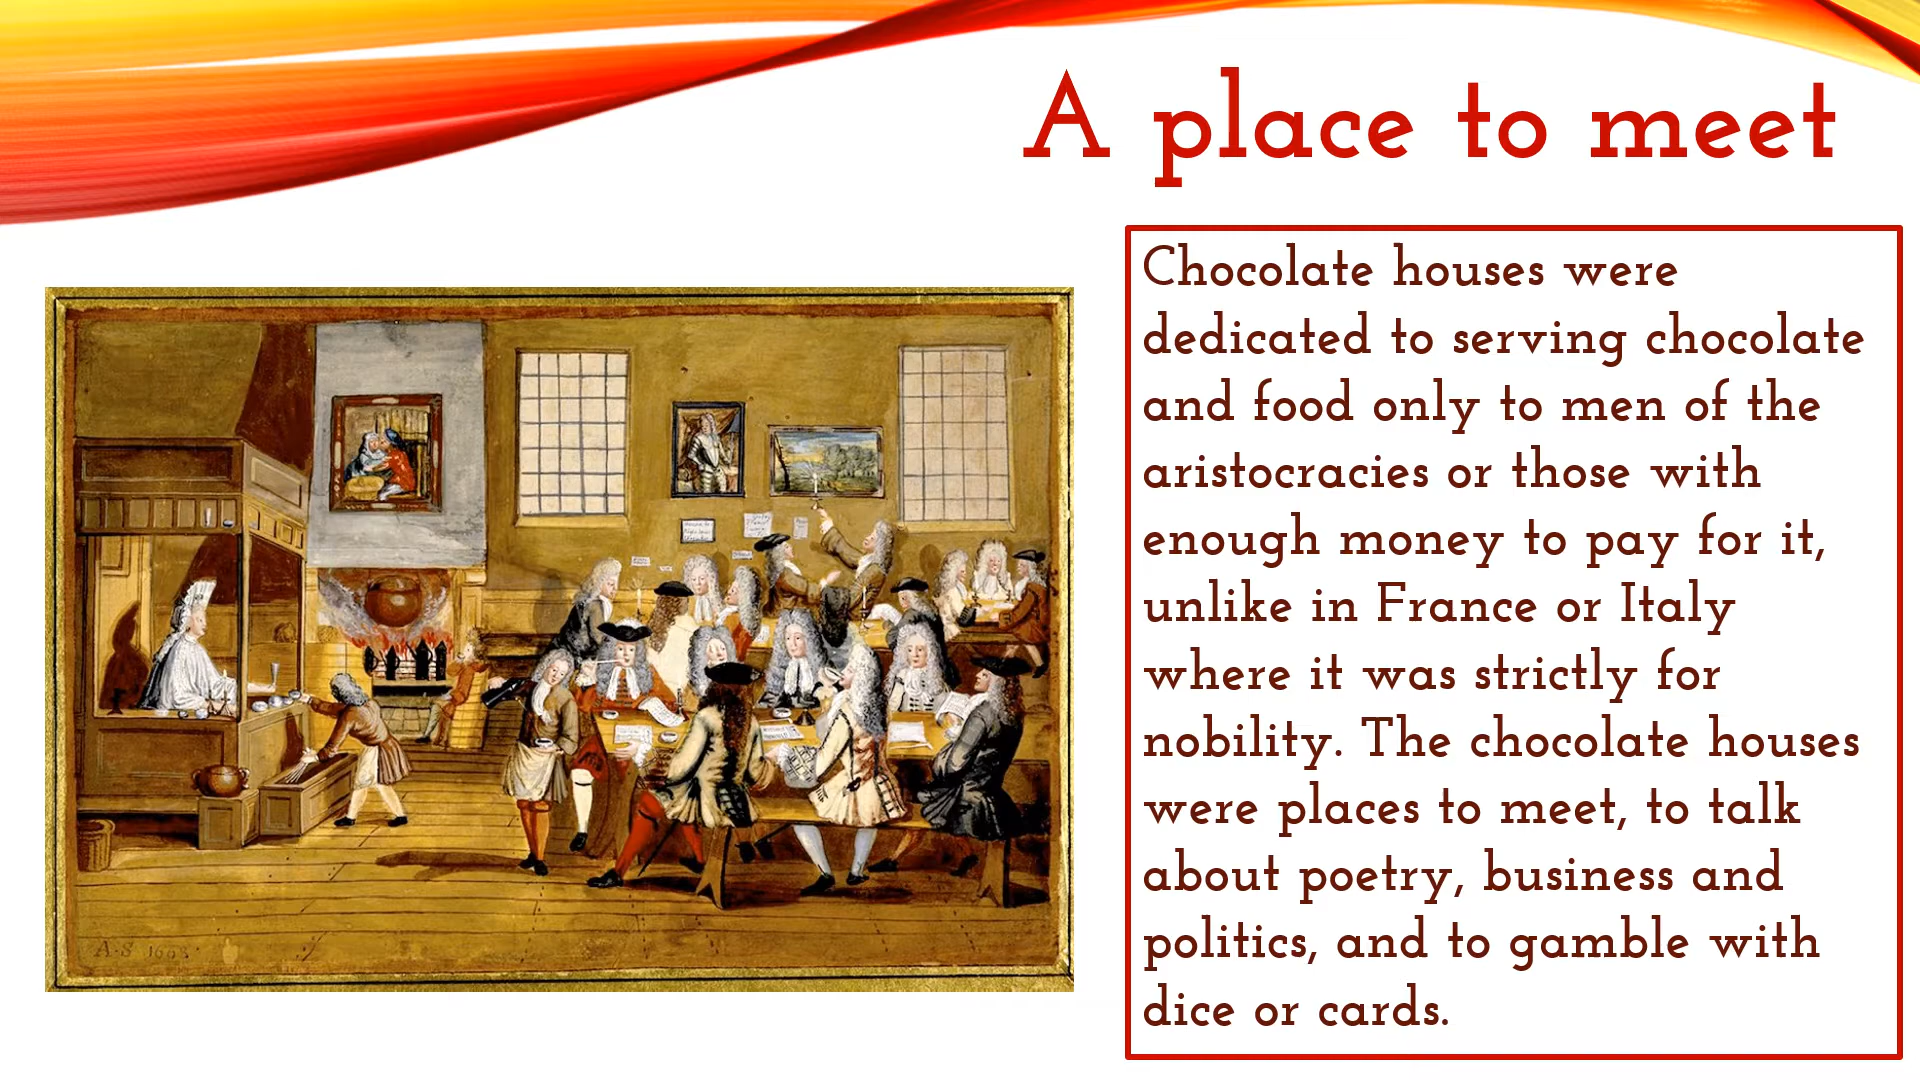 A place to meet
Chocolate houses were
dedicated to serving chocolate
and food only to men of the
aristocracies or those with
enough money to pay for it,
unlike in France or Italy
where it was strictly for
nobility. The chocolate houses
were places to meet, to talk
about poetry, business and
politics, and to gamble with
dice or cards.
A·S